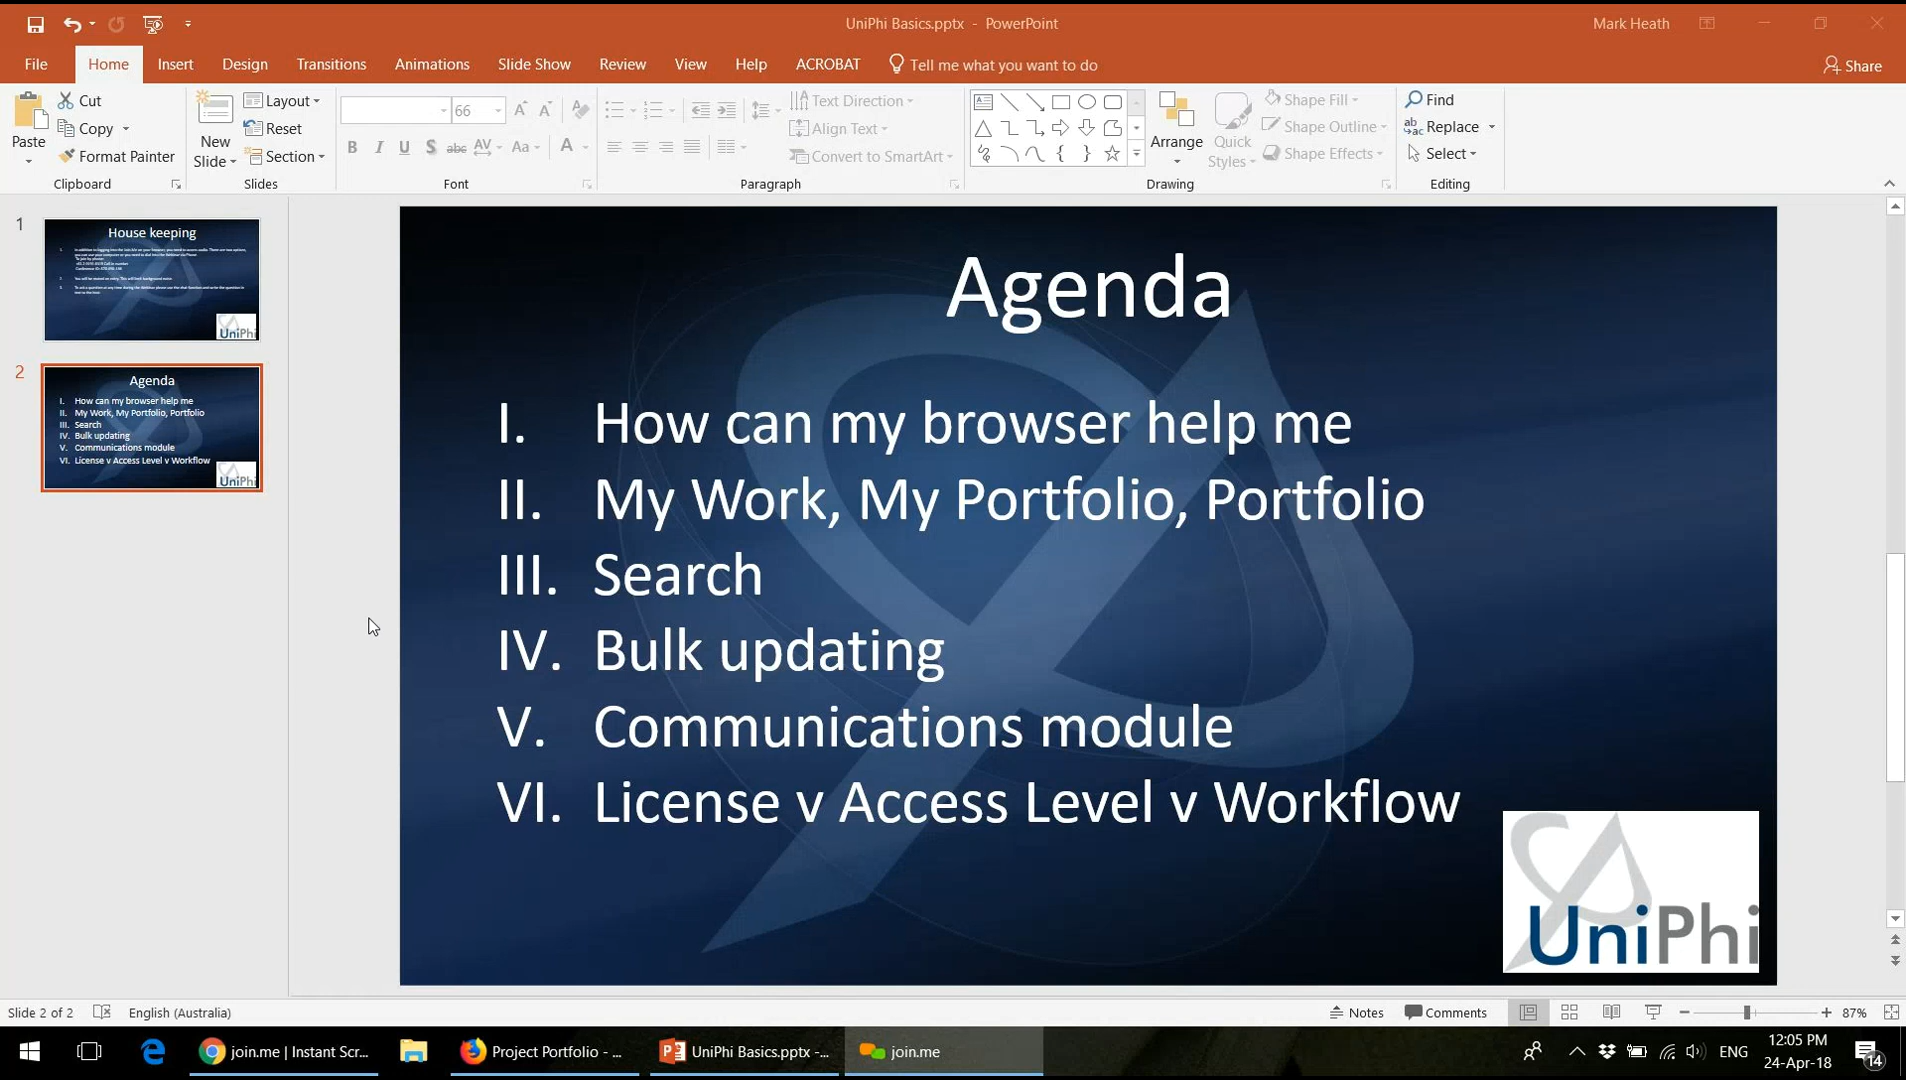 UniPhi Basics.pptx - PowerPoint
Mark Heath
File Home Insert Design Transitions Animations Slide Show Review View Help ACROBAT Tell me what you want to do Share
Paste
Cut
Copy
Format Painter
Clipboard
New
Slide
Layout
Reset
Section
Slides
66
B I U S abc AV Aa A
Font
Text Direction
Align Text
Convert to SmartArt
Paragraph
Arrange
Quick
Styles
Shape Fill
Shape Outline
Shape Effects
Drawing
Find
Replace
Select
Editing
1
House keeping
UniPhi
2
Agenda
I. How can my browser help me
II. My Work, My Portfolio, Portfolio
III. Search
IV. Bulk updating
V. Communications module
VI. License v Access Level v Workflow
UniPhi
Agenda
I. How can my browser help me
II. My Work, My Portfolio, Portfolio
III. Search
IV. Bulk updating
V. Communications module
VI. License v Access Level v Workflow
UniPhi
Slide 2 of 2 English (Australia) Notes Comments 87%
join.me | Instant Scr... Project Portfolio - ... UniPhi Basics.pptx -... join.me ENG
12:05 PM
24-Apr-18
14